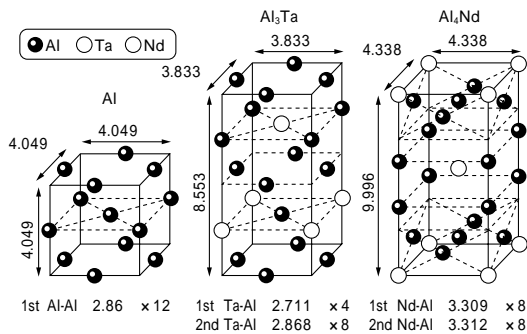 Al Ta Nd
Al
4.049
4.049
4.049
1st Al-Al 2.86 ×12
Al3Ta
3.833
3.833
8.553
1st Ta-Al 2.711 ×4
2nd Ta-Al 2.868 ×8
Al4Nd
4.338
4.338
9.996
1st Nd-Al 3.309 ×8
2nd Nd-Al 3.312 ×8